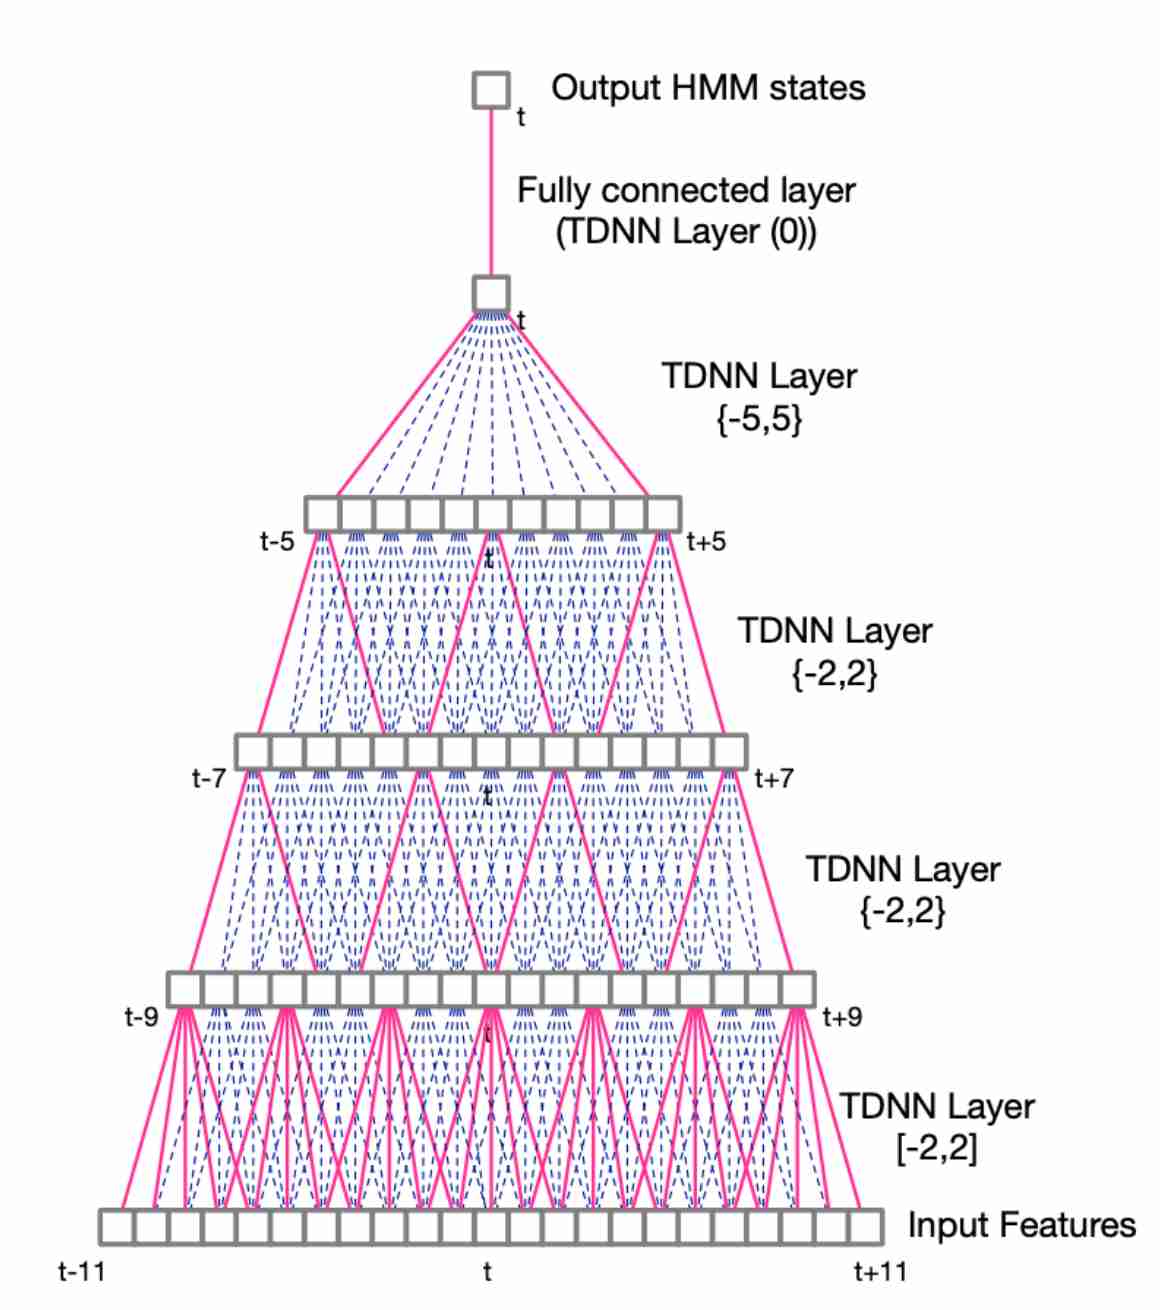 Output HMM states
t
Fully connected layer
(TDNN Layer (0))
t
TDNN Layer
{-5,5}
t-5
t
t+5
TDNN Layer
{-2,2}
t-7
t
t+7
TDNN Layer
{-2,2}
t-9
t
t+9
TDNN Layer
[-2,2]
Input Features
t-11
t
t+11